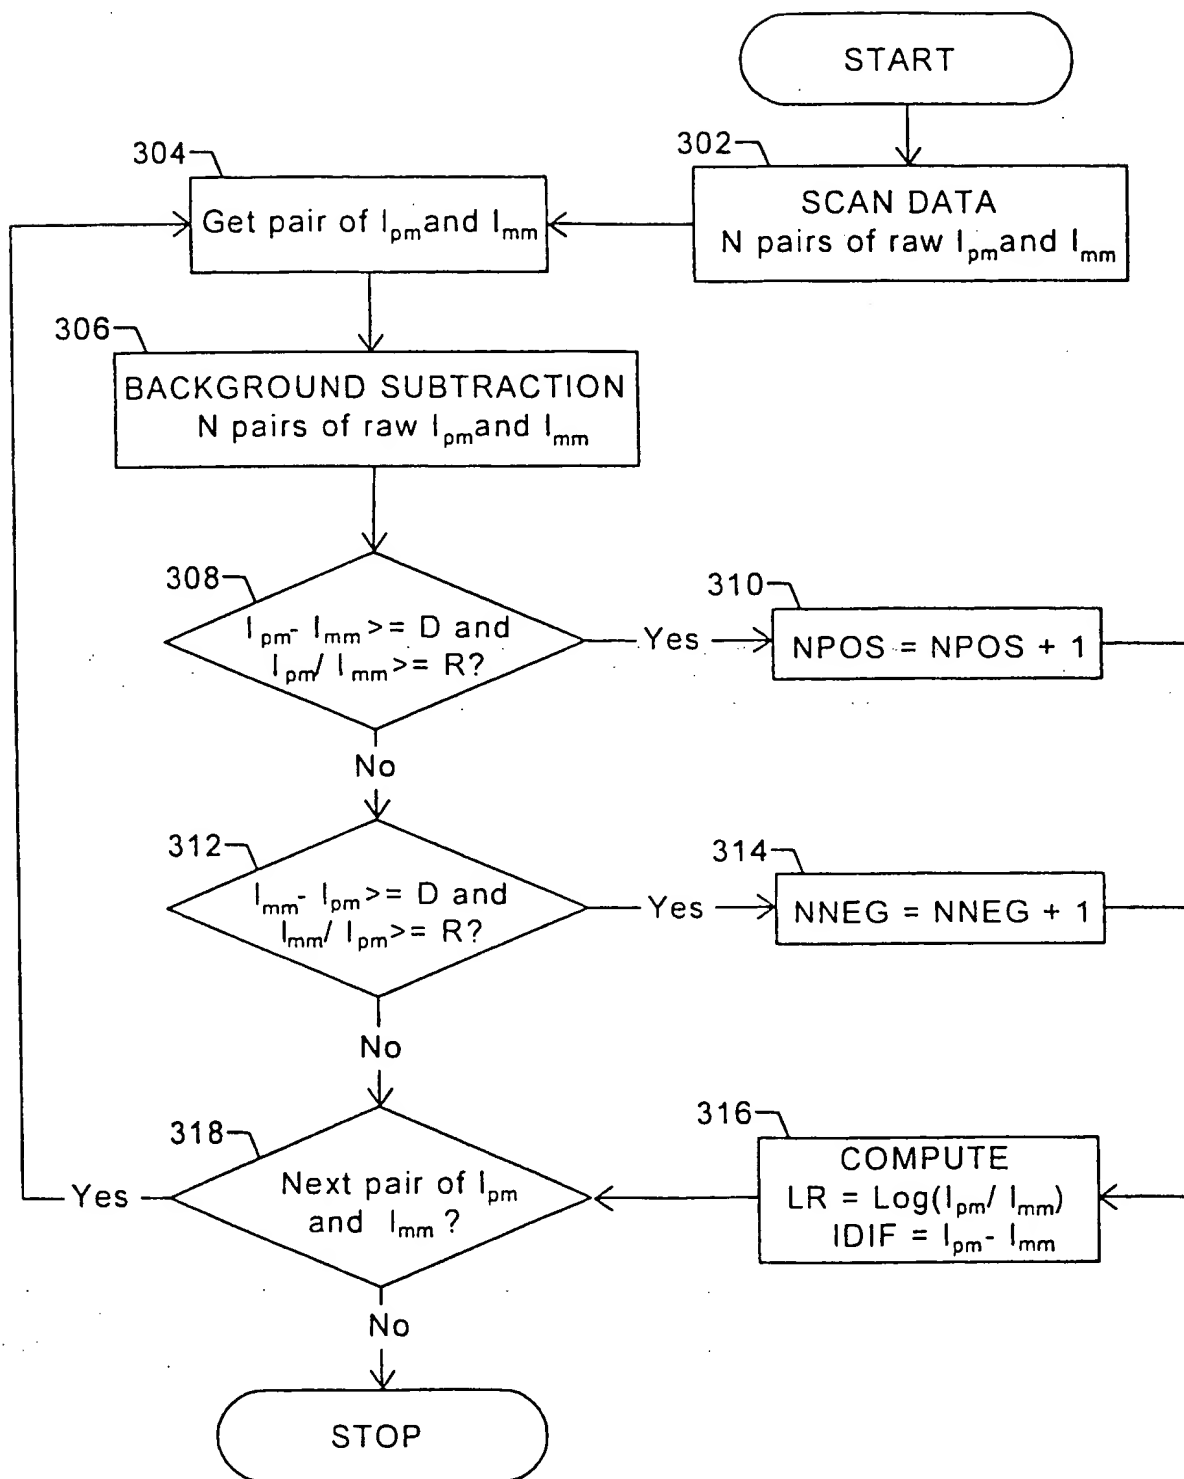 START
302
SCAN DATA
N pairs of raw Ipm and Imm
304
Get pair of Ipm and Imm
306
BACKGROUND SUBTRACTION
N pairs of raw Ipm and Imm
308
Ipm- Imm >= D and
Ipm/ Imm >= R?
Yes
310
NPOS = NPOS + 1
No
312
Imm- Ipm >= D and
Imm/ Ipm >= R?
Yes
314
NNEG = NNEG + 1
No
316
COMPUTE
LR = Log(Ipm/ Imm)
IDIF = Ipm- Imm
318
Next pair of Ipm
and Imm ?
Yes
No
STOP